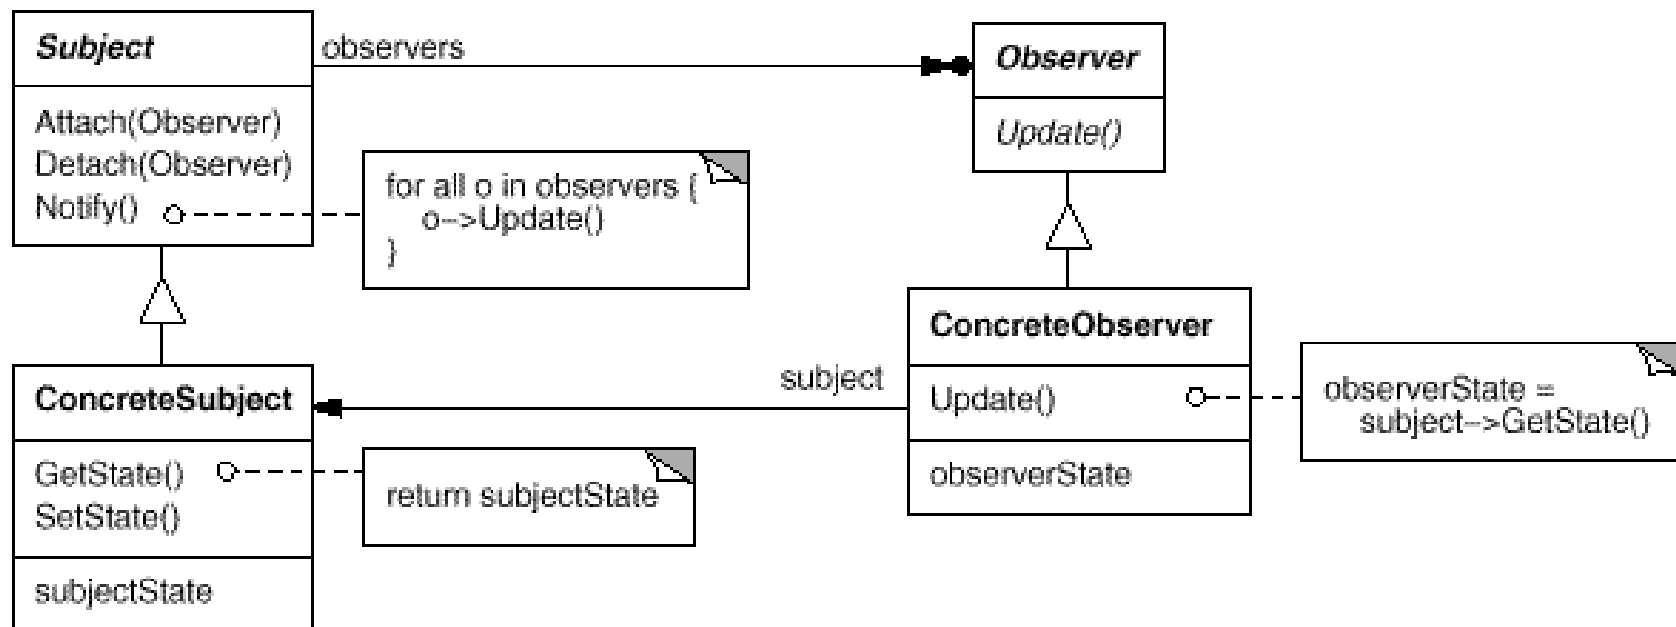 Subject
observers
Observer
Attach(Observer)
Detach(Observer)
Notify()
for all o in observers {
o–>Update()
}
Update()
ConcreteSubject
subject
ConcreteObserver
Update()
observerState =
subject–>GetState()
GetState()
SetState()
return subjectState
observerState
subjectState